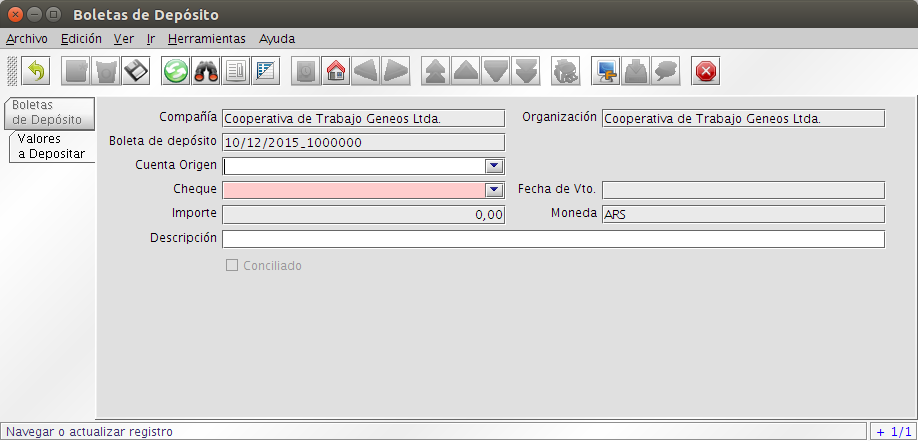 Boletas de Depósito
Archivo Edición Ver Ir Herramientas Ayuda
Boletas
de Depósito
Valores
a Depositar
Compañía Cooperativa de Trabajo Geneos Ltda. Organización Cooperativa de Trabajo Geneos Ltda.
Boleta de depósito 10/12/2015_1000000
Cuenta Origen
Cheque Fecha de Vto.
Importe 0,00 Moneda ARS
Descripción
Conciliado
Navegar o actualizar registro + 1/1